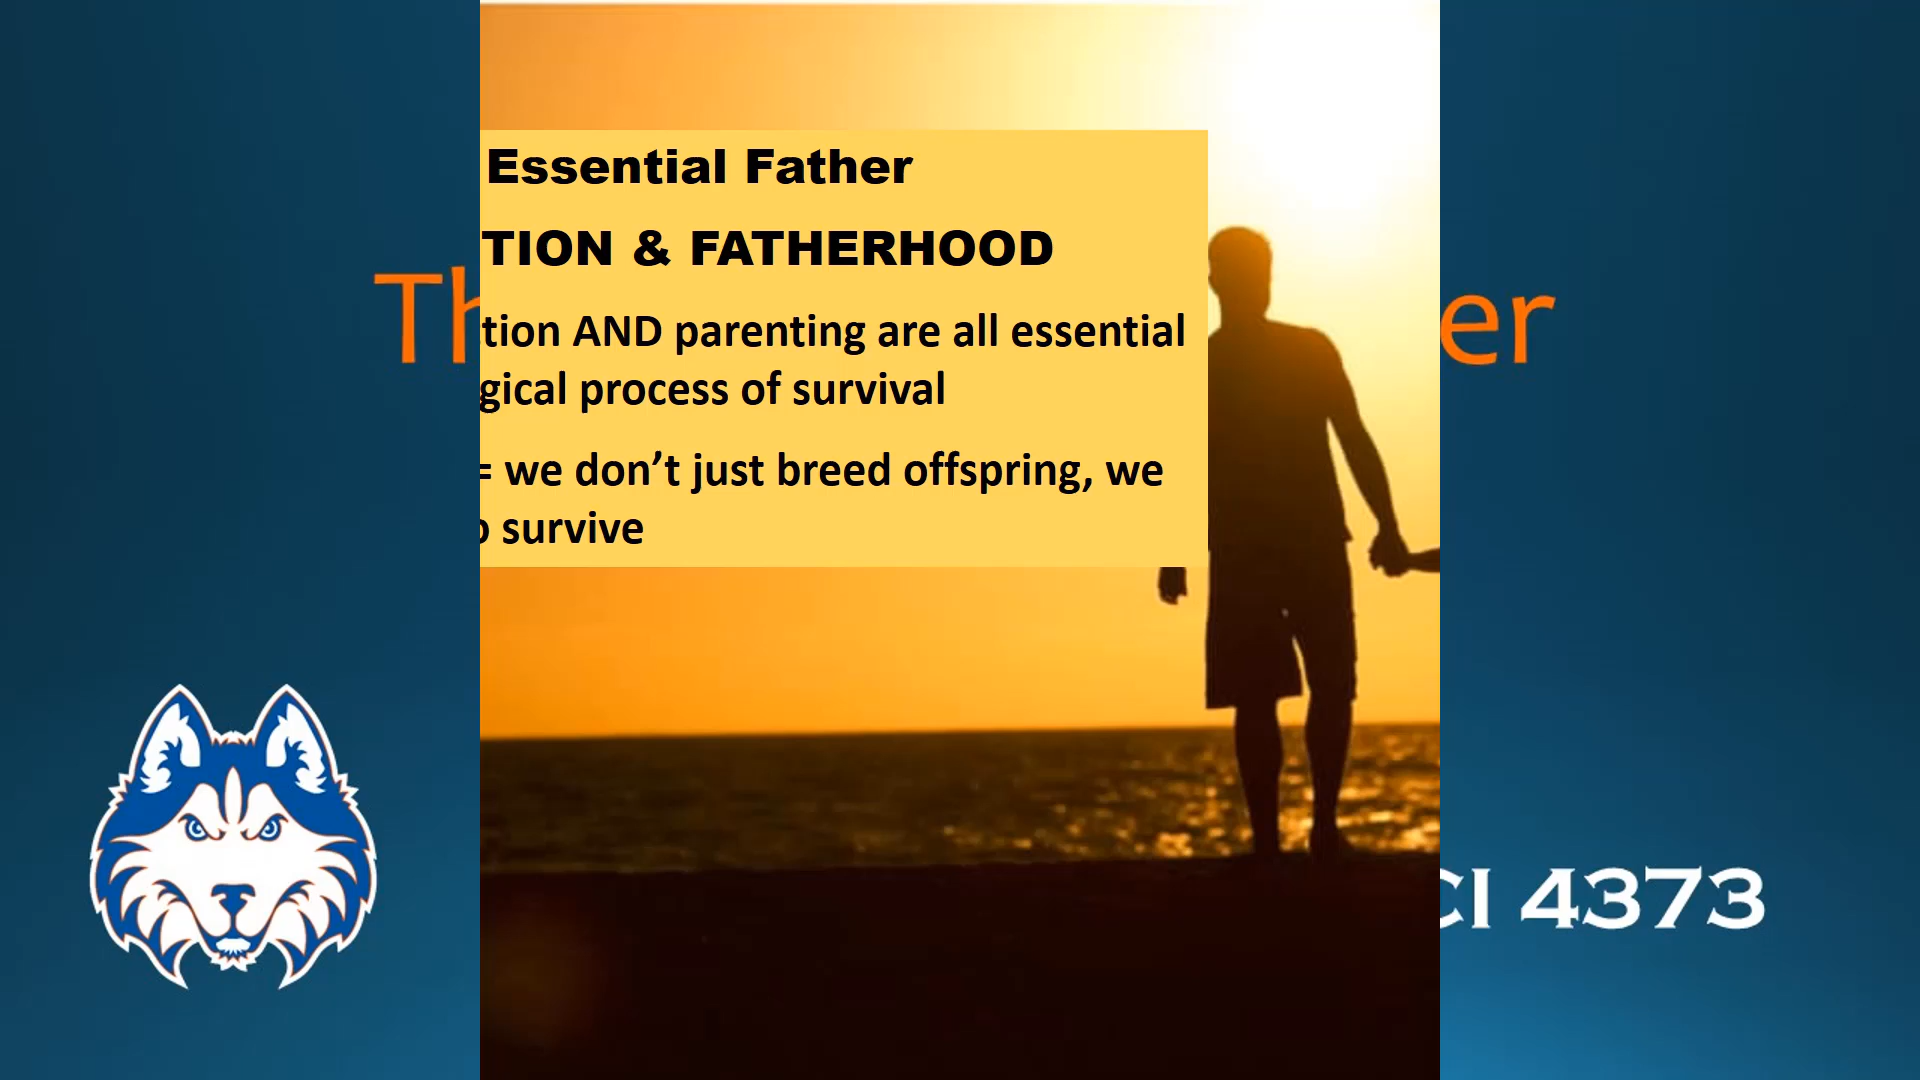 Essential Father
TION & FATHERHOOD
tion AND parenting are all essential
gical process of survival
= we don’t just breed offspring, we
survive
Th
er
CI 4373